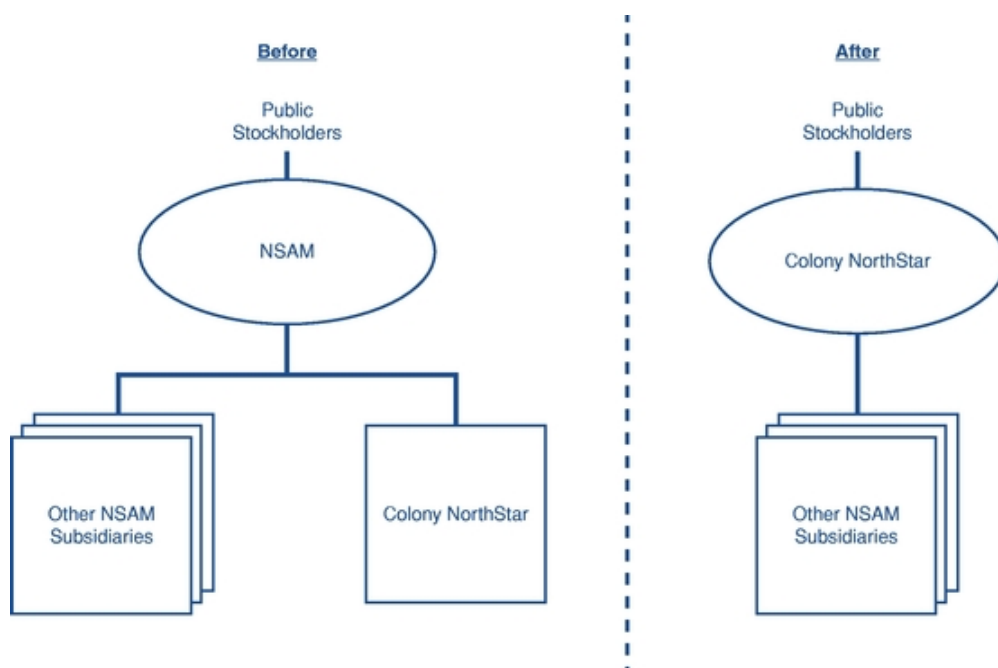 Before
Public
Stockholders
NSAM
Other NSAM
Subsidiaries
Colony NorthStar
After
Public
Stockholders
Colony NorthStar
Other NSAM
Subsidiaries